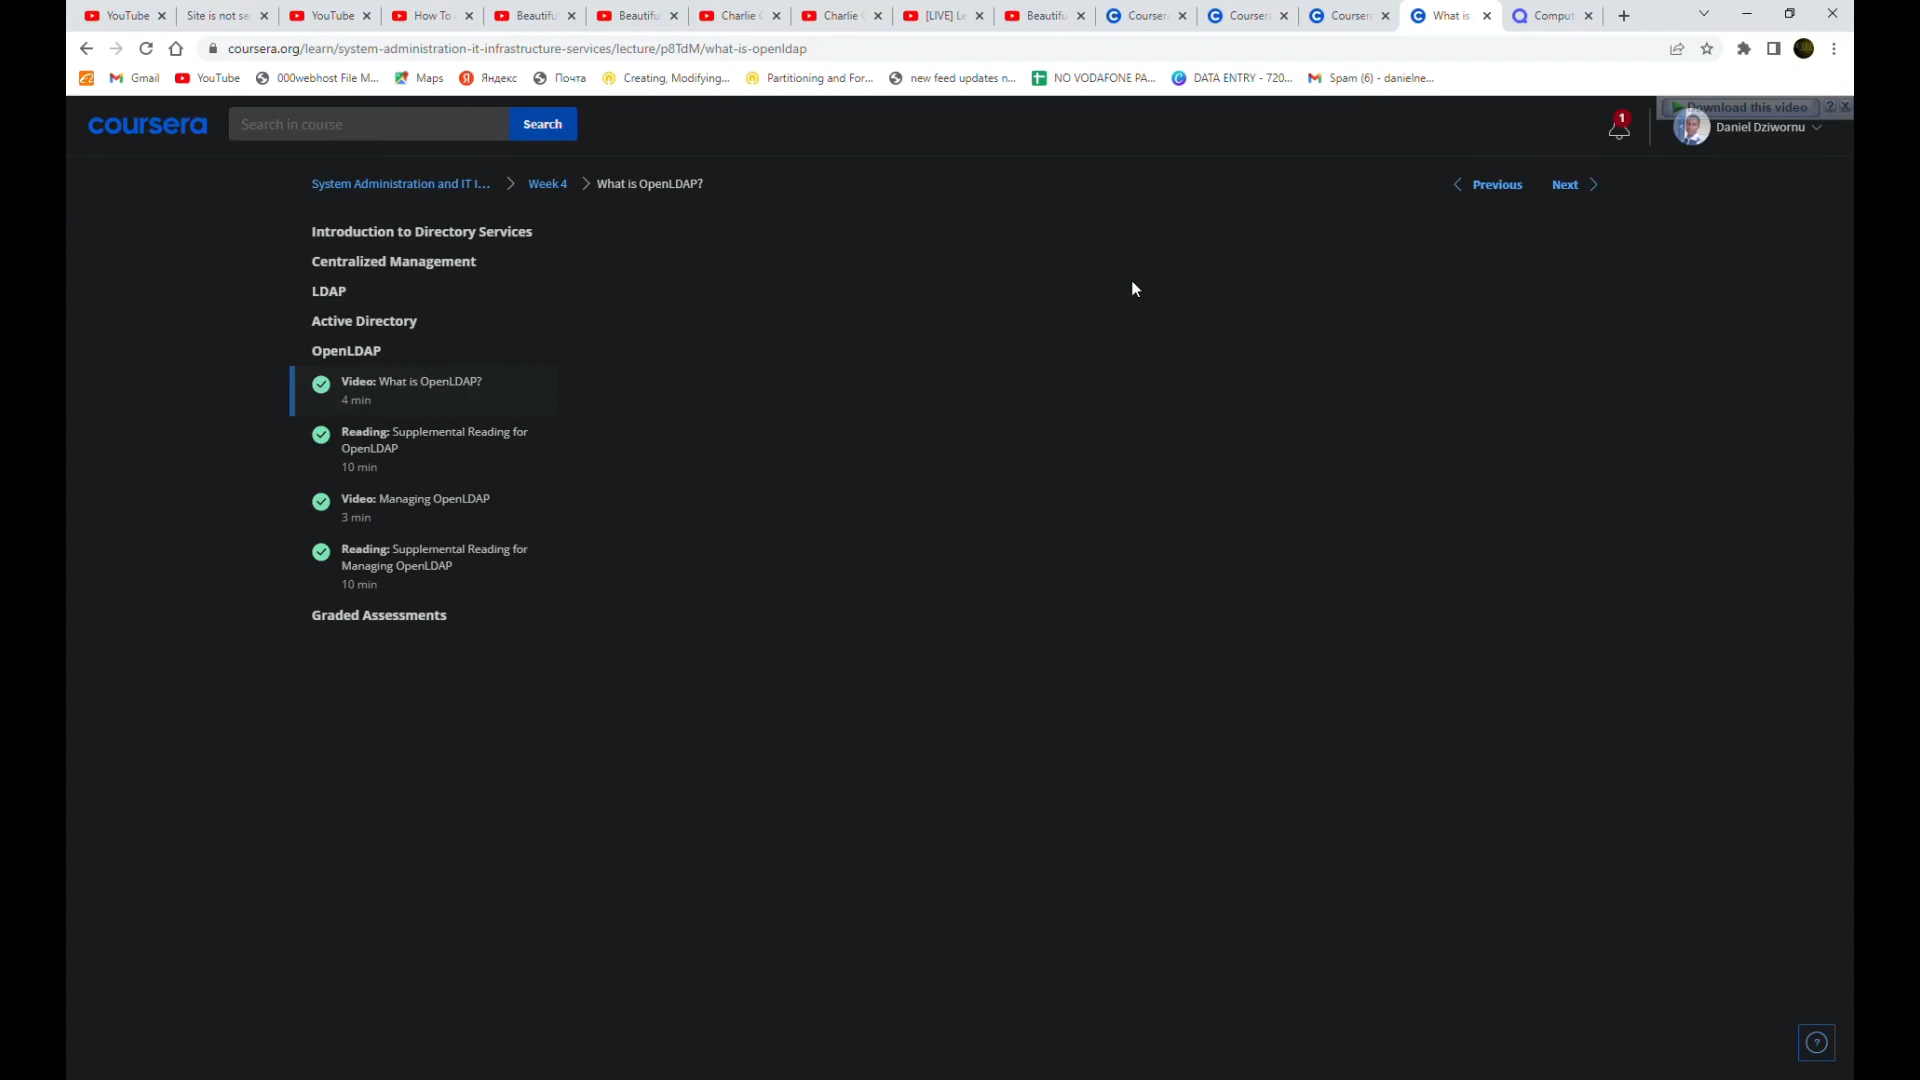 YouTube
Site is not se
YouTube
How To
Beautifu
Beautifu
Charlie C
Charlie C
[LIVE] Le
Beautifu
Courser
Courser
Courser
What is
Comput
coursera.org/learn/system-administration-it-infrastructure-services/lecture/p8TdM/what-is-openldap
Gmail
YouTube
000webhost File M...
Maps
Яндекс
Почта
Creating, Modifying...
Partitioning and For...
new feed updates n...
NO VODAFONE PA...
DATA ENTRY - 720...
Spam (6) - danielne...
Download this video
coursera
Search in course
Search
1
Daniel Dziwornu
System Administration and IT I...
Week 4
What is OpenLDAP?
Previous
Next
Introduction to Directory Services
Centralized Management
LDAP
Active Directory
OpenLDAP
Video: What is OpenLDAP?
4 min
Reading: Supplemental Reading for
OpenLDAP
10 min
Video: Managing OpenLDAP
3 min
Reading: Supplemental Reading for
Managing OpenLDAP
10 min
Graded Assessments